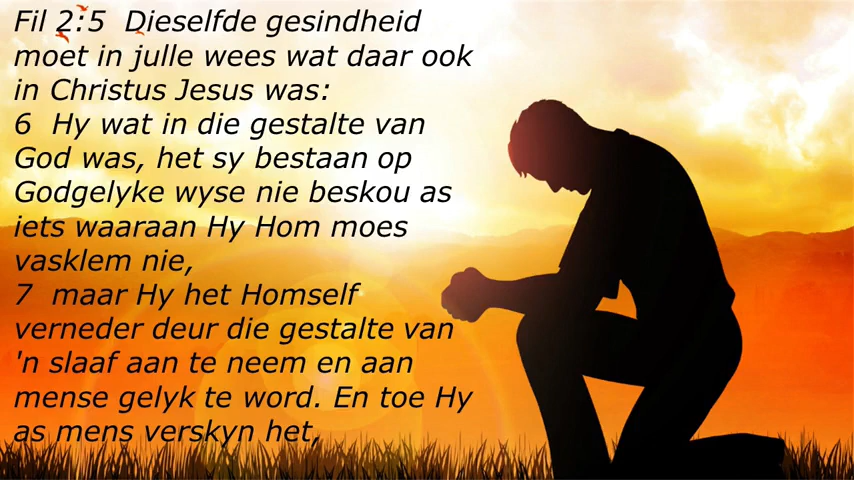 Fil 2:5  Dieselfde gesindheid
moet in julle wees wat daar ook
in Christus Jesus was:
6  Hy wat in die gestalte van
God was, het sy bestaan op
Godgelyke wyse nie beskou as
iets waaraan Hy Hom moes
vasklem nie,
7  maar Hy het Homself
verneder deur die gestalte van
'n slaaf aan te neem en aan
mense gelyk te word. En toe Hy
as mens verskyn het,